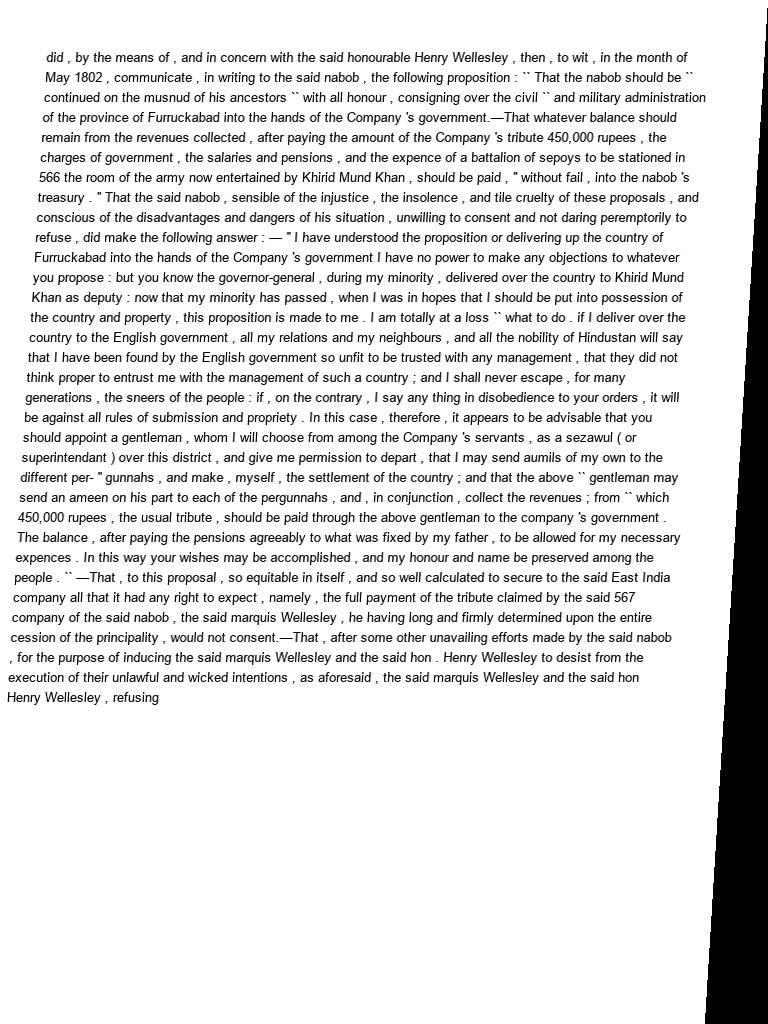 did , by the means of , and in concern with the said honourable Henry Wellesley , then , to wit , in the month of
May 1802 , communicate , in writing to the said nabob , the following proposition : `` That the nabob should be ``
continued on the musnud of his ancestors `` with all honour , consigning over the civil `` and military administration
of the province of Furruckabad into the hands of the Company 's government.—That whatever balance should
remain from the revenues collected , after paying the amount of the Company 's tribute 450,000 rupees , the
charges of government , the salaries and pensions , and the expence of a battalion of sepoys to be stationed in
566 the room of the army now entertained by Khirid Mund Khan , should be paid , " without fail , into the nabob 's
treasury . " That the said nabob , sensible of the injustice , the insolence , and tile cruelty of these proposals , and
conscious of the disadvantages and dangers of his situation , unwilling to consent and not daring peremptorily to
refuse , did make the following answer : — " I have understood the proposition or delivering up the country of
Furruckabad into the hands of the Company 's government I have no power to make any objections to whatever
you propose : but you know the governor-general , during my minority , delivered over the country to Khirid Mund
Khan as deputy : now that my minority has passed , when I was in hopes that I should be put into possession of
the country and property , this proposition is made to me . I am totally at a loss `` what to do . if I deliver over the
country to the English government , all my relations and my neighbours , and all the nobility of Hindustan will say
that I have been found by the English government so unfit to be trusted with any management , that they did not
think proper to entrust me with the management of such a country ; and I shall never escape , for many
generations , the sneers of the people : if , on the contrary , I say any thing in disobedience to your orders , it will
be against all rules of submission and propriety . In this case , therefore , it appears to be advisable that you
should appoint a gentleman , whom I will choose from among the Company 's servants , as a sezawul ( or
superintendant ) over this district , and give me permission to depart , that I may send aumils of my own to the
different per- " gunnahs , and make , myself , the settlement of the country ; and that the above `` gentleman may
send an ameen on his part to each of the pergunnahs , and , in conjunction , collect the revenues ; from `` which
450,000 rupees , the usual tribute , should be paid through the above gentleman to the company 's government .
The balance , after paying the pensions agreeably to what was fixed by my father , to be allowed for my necessary
expences . In this way your wishes may be accomplished , and my honour and name be preserved among the
people . `` —That , to this proposal , so equitable in itself , and so well calculated to secure to the said East India
company all that it had any right to expect , namely , the full payment of the tribute claimed by the said 567
company of the said nabob , the said marquis Wellesley , he having long and firmly determined upon the entire
cession of the principality , would not consent.—That , after some other unavailing efforts made by the said nabob
, for the purpose of inducing the said marquis Wellesley and the said hon . Henry Wellesley to desist from the
execution of their unlawful and wicked intentions , as aforesaid , the said marquis Wellesley and the said hon
Henry Wellesley , refusing